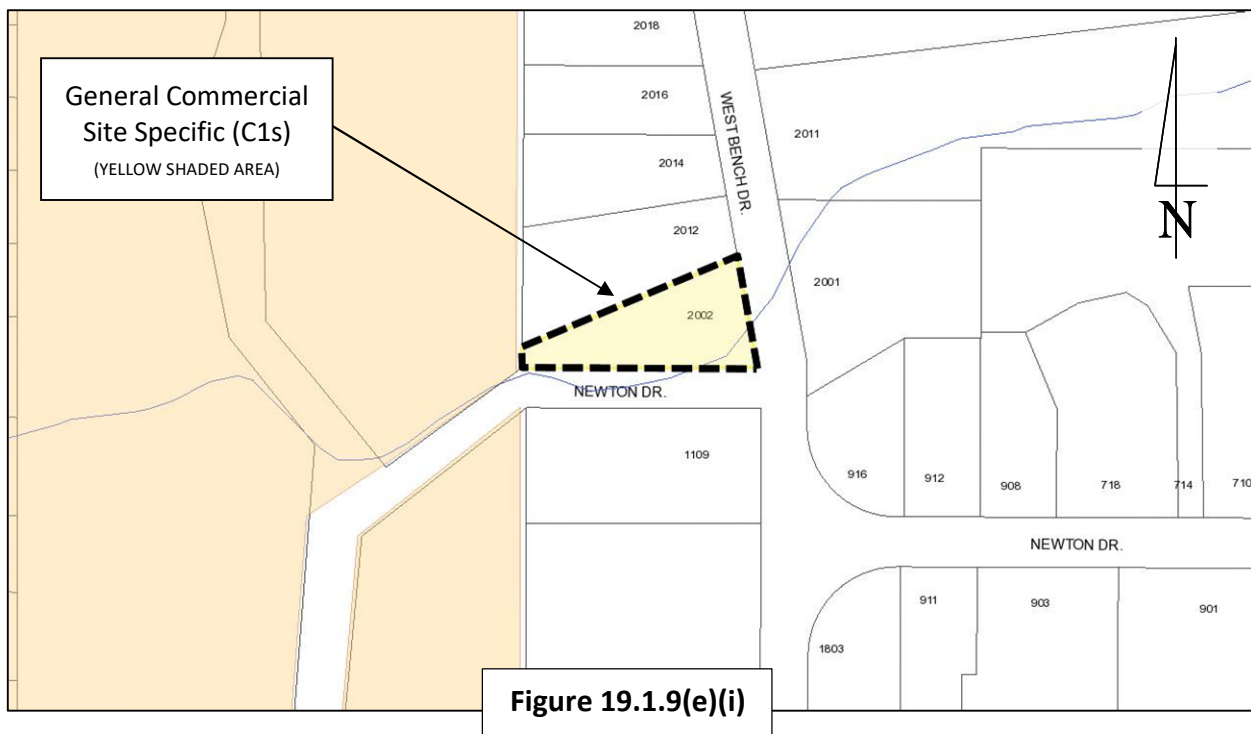 2018
General Commercial
Site Specific (C1s)
(YELLOW SHADED AREA)
2016
WEST BENCH DR.
2011
2014
N
2012
2001
2002
NEWTON DR.
1109
916
912
908
718
714
710
NEWTON DR.
911
903
901
1803
Figure 19.1.9(e)(i)